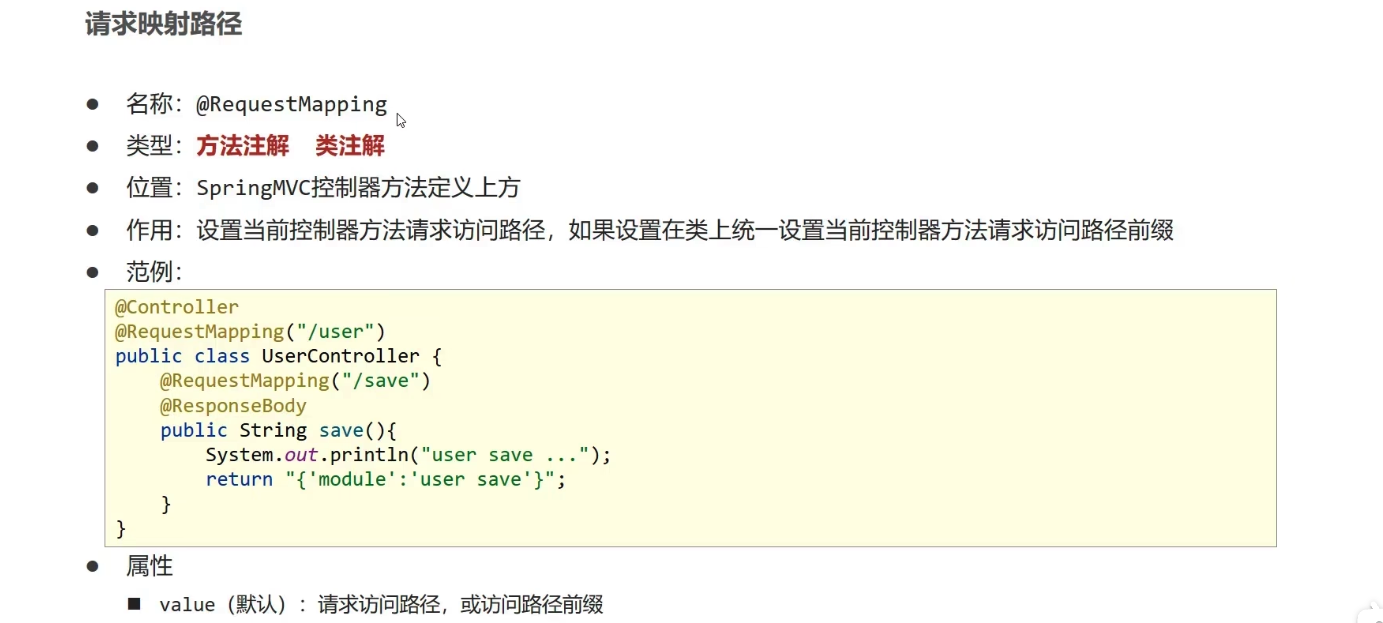 请求映射路径
名称：@RequestMapping
类型：方法注解 类注解
位置：SpringMVC控制器方法定义上方
作用：设置当前控制器方法请求访问路径，如果设置在类上统一设置当前控制器方法请求访问路径前缀
范例：
@Controller
@RequestMapping("/user")
public class UserController {
    @RequestMapping("/save")
    @ResponseBody
    public String save(){
        System.out.println("user save ...");
        return "{'module':'user save'}";
    }
}
属性
value（默认）：请求访问路径，或访问路径前缀